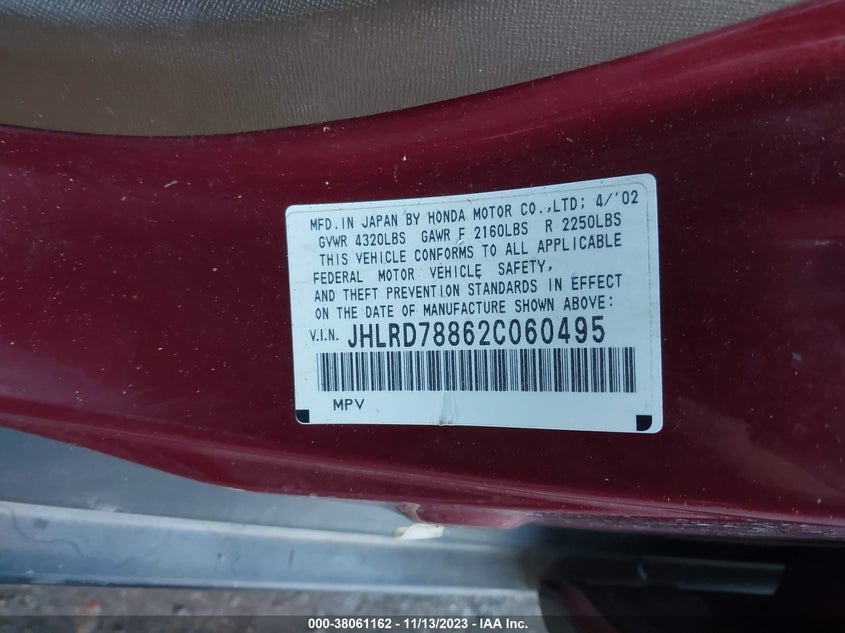 MFD. IN JAPAN BY HONDA MOTOR CO.,LTD; 4/'02
GVWR 4320LBS GAWR F 2160LBS R 2250LBS
THIS VEHICLE CONFORMS TO ALL APPLICABLE
FEDERAL MOTOR VEHICLE SAFETY,
AND THEFT PREVENTION STANDARDS IN EFFECT
ON THE DATE OF MANUFACTURE SHOWN ABOVE:
V.I.N. JHLRD78862C060495
MPV
000-38061162 - 11/13/2023 - IAA Inc.